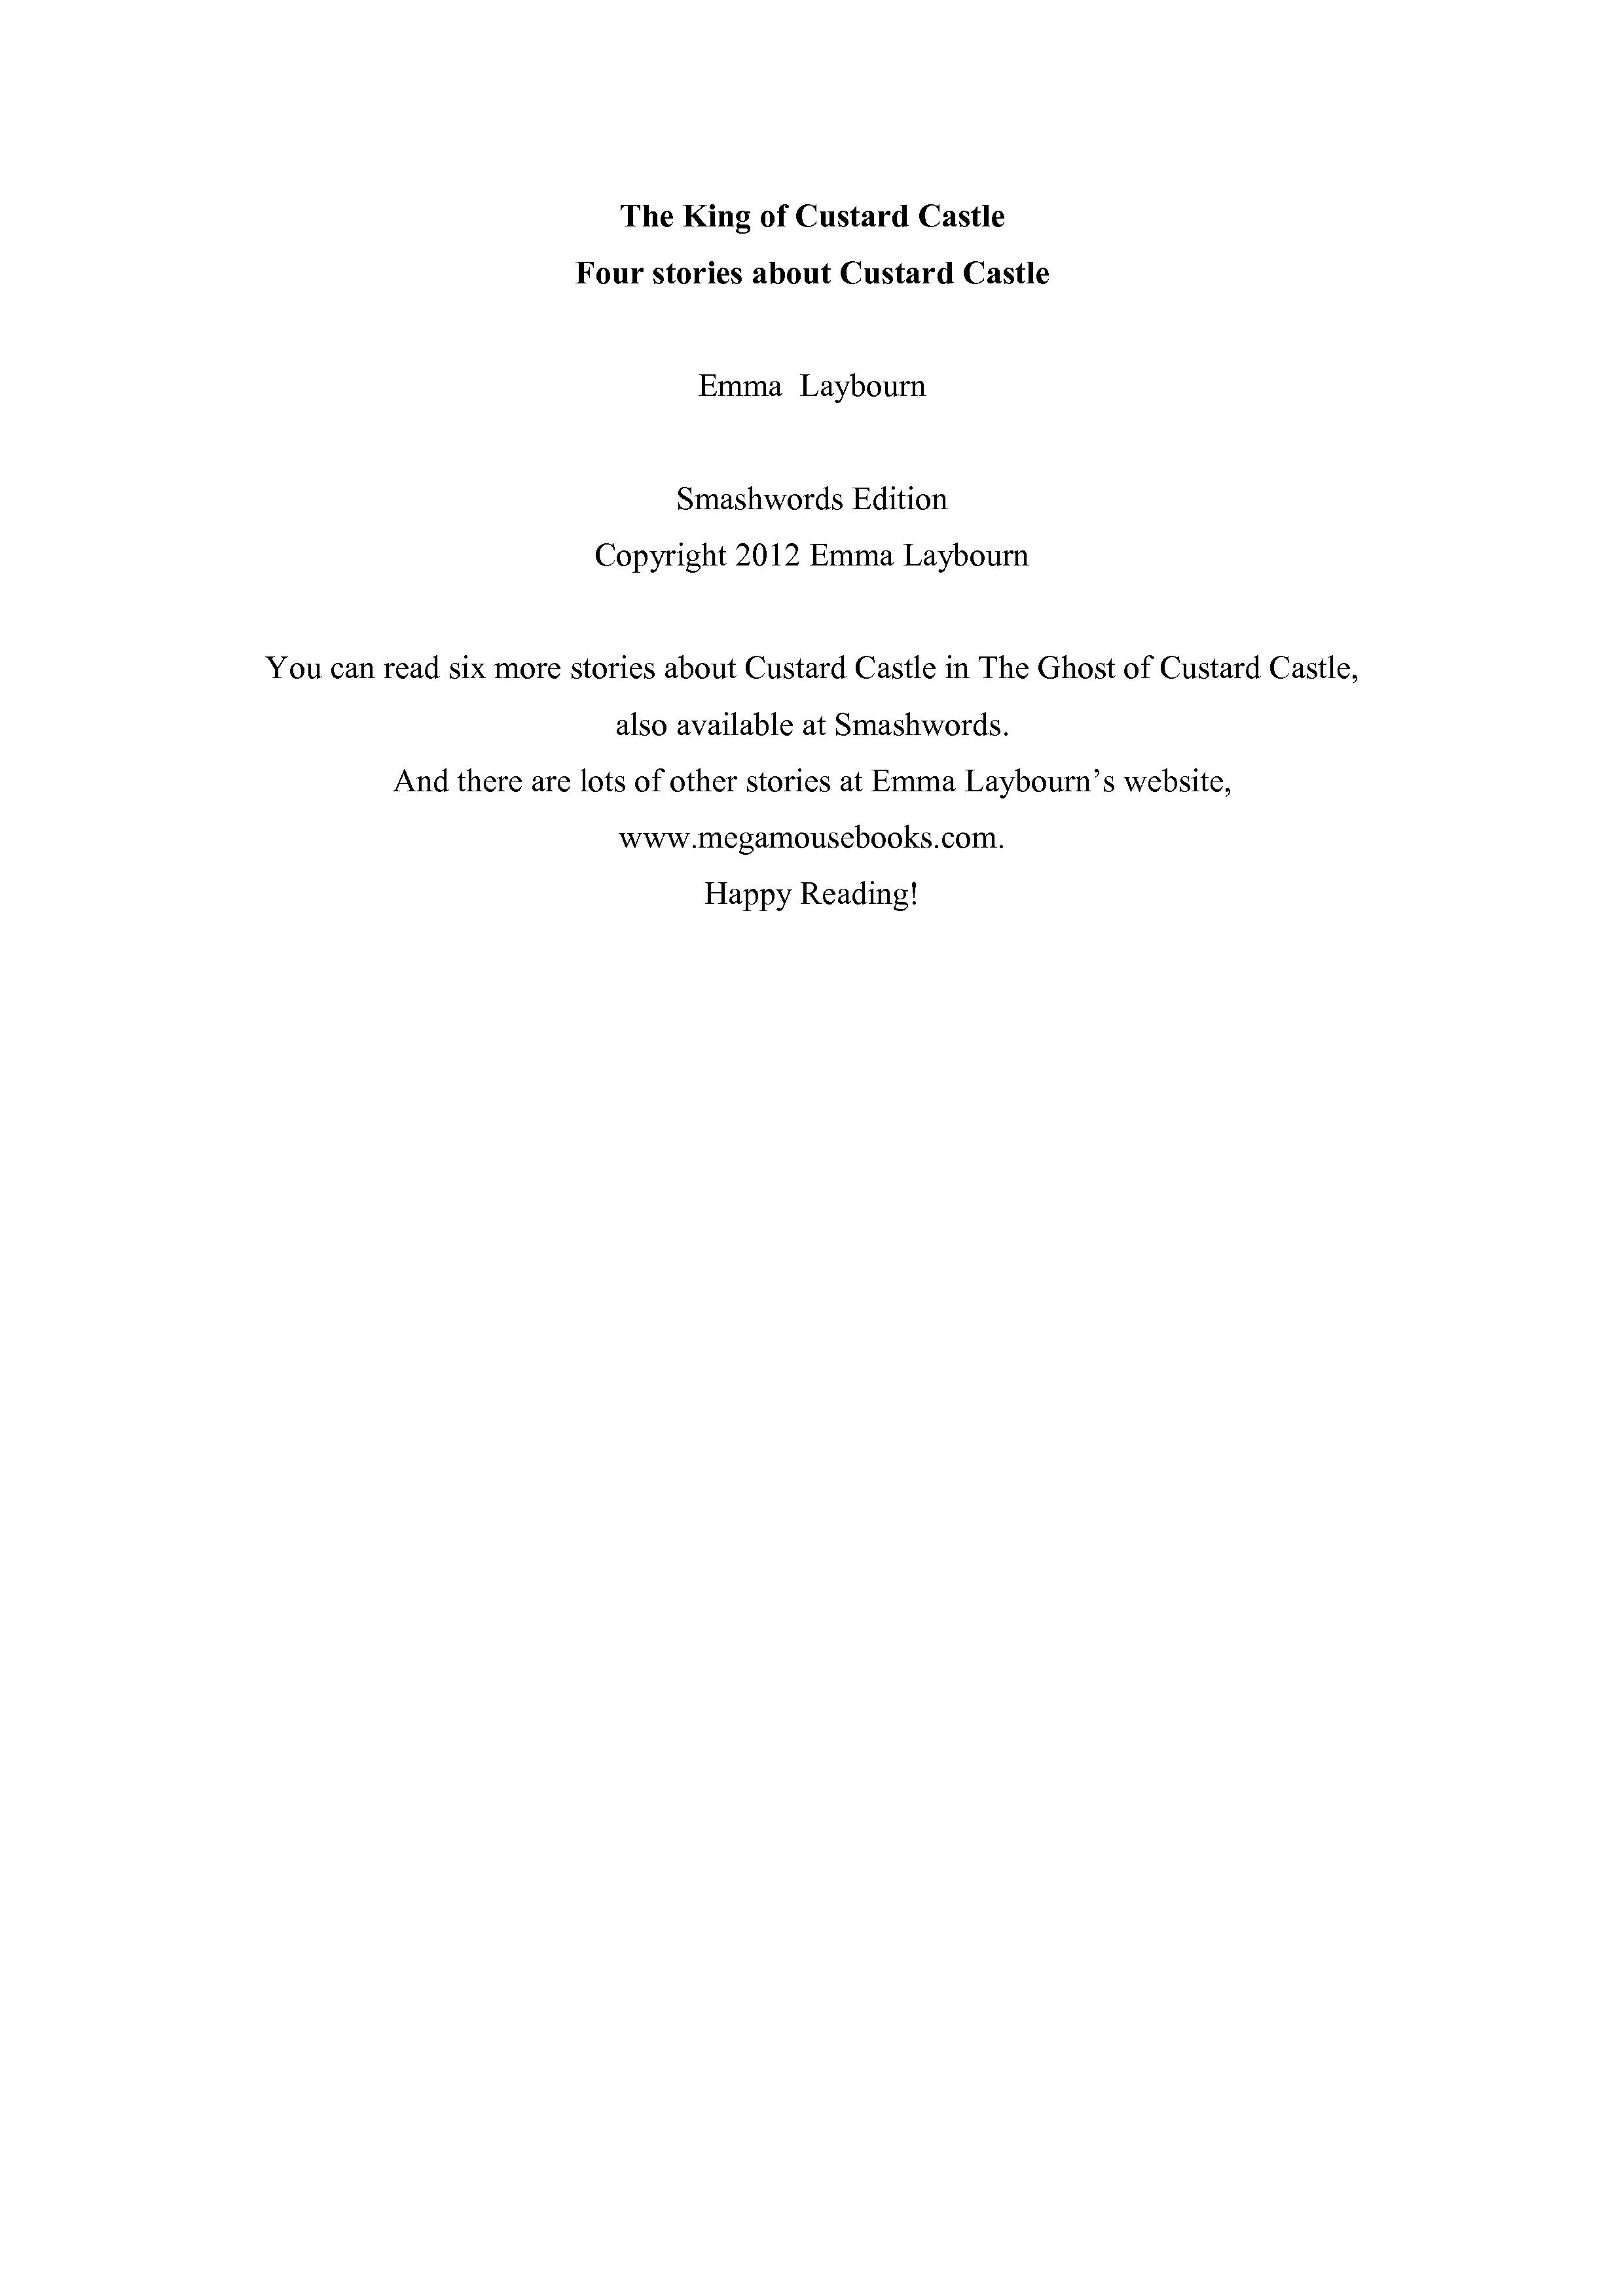 The King of Custard Castle
Four stories about Custard Castle
Emma  Laybourn
Smashwords Edition
Copyright 2012 Emma Laybourn
You can read six more stories about Custard Castle in The Ghost of Custard Castle,
also available at Smashwords.
And there are lots of other stories at Emma Laybourn’s website,
www.megamousebooks.com.
Happy Reading!